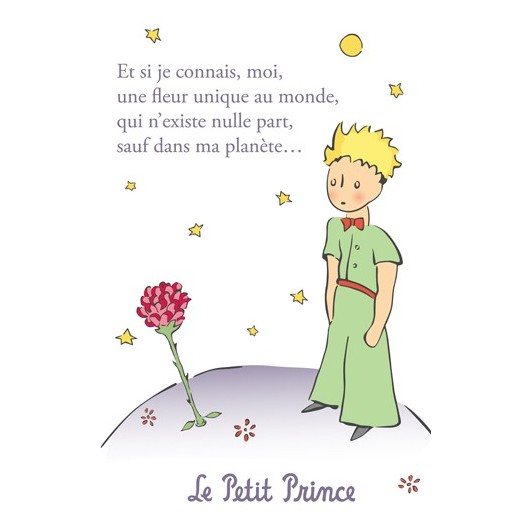 Et si je connais, moi,
une fleur unique au monde,
qui n’existe nulle part,
sauf dans ma planète…
Le Petit Prince